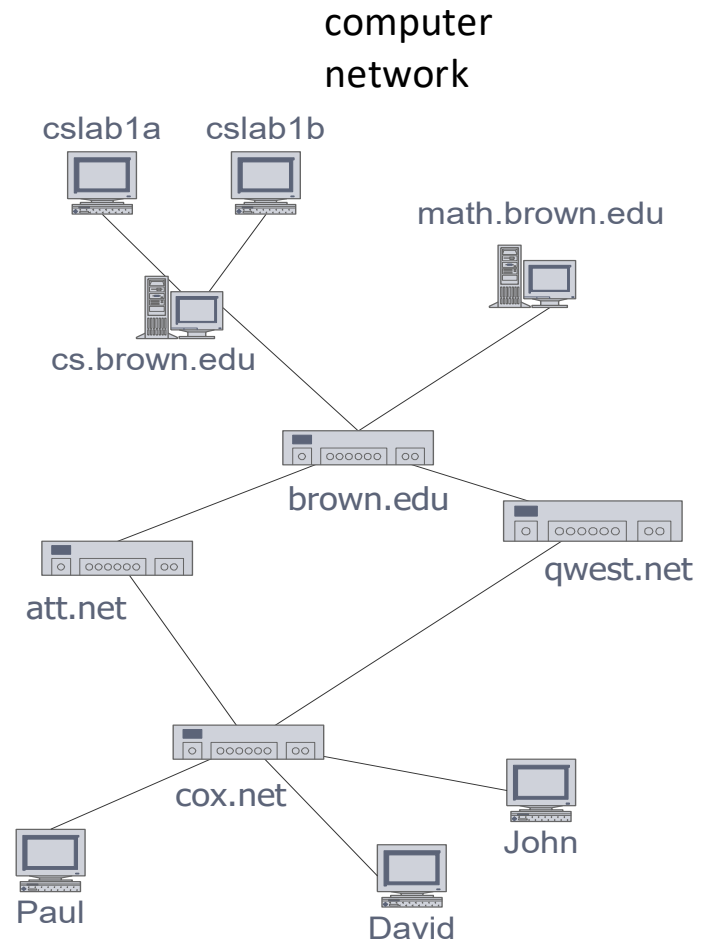 computer
network
cslab1a cslab1b
math.brown.edu
cs.brown.edu
brown.edu
qwest.net
att.net
cox.net
John
Paul
David